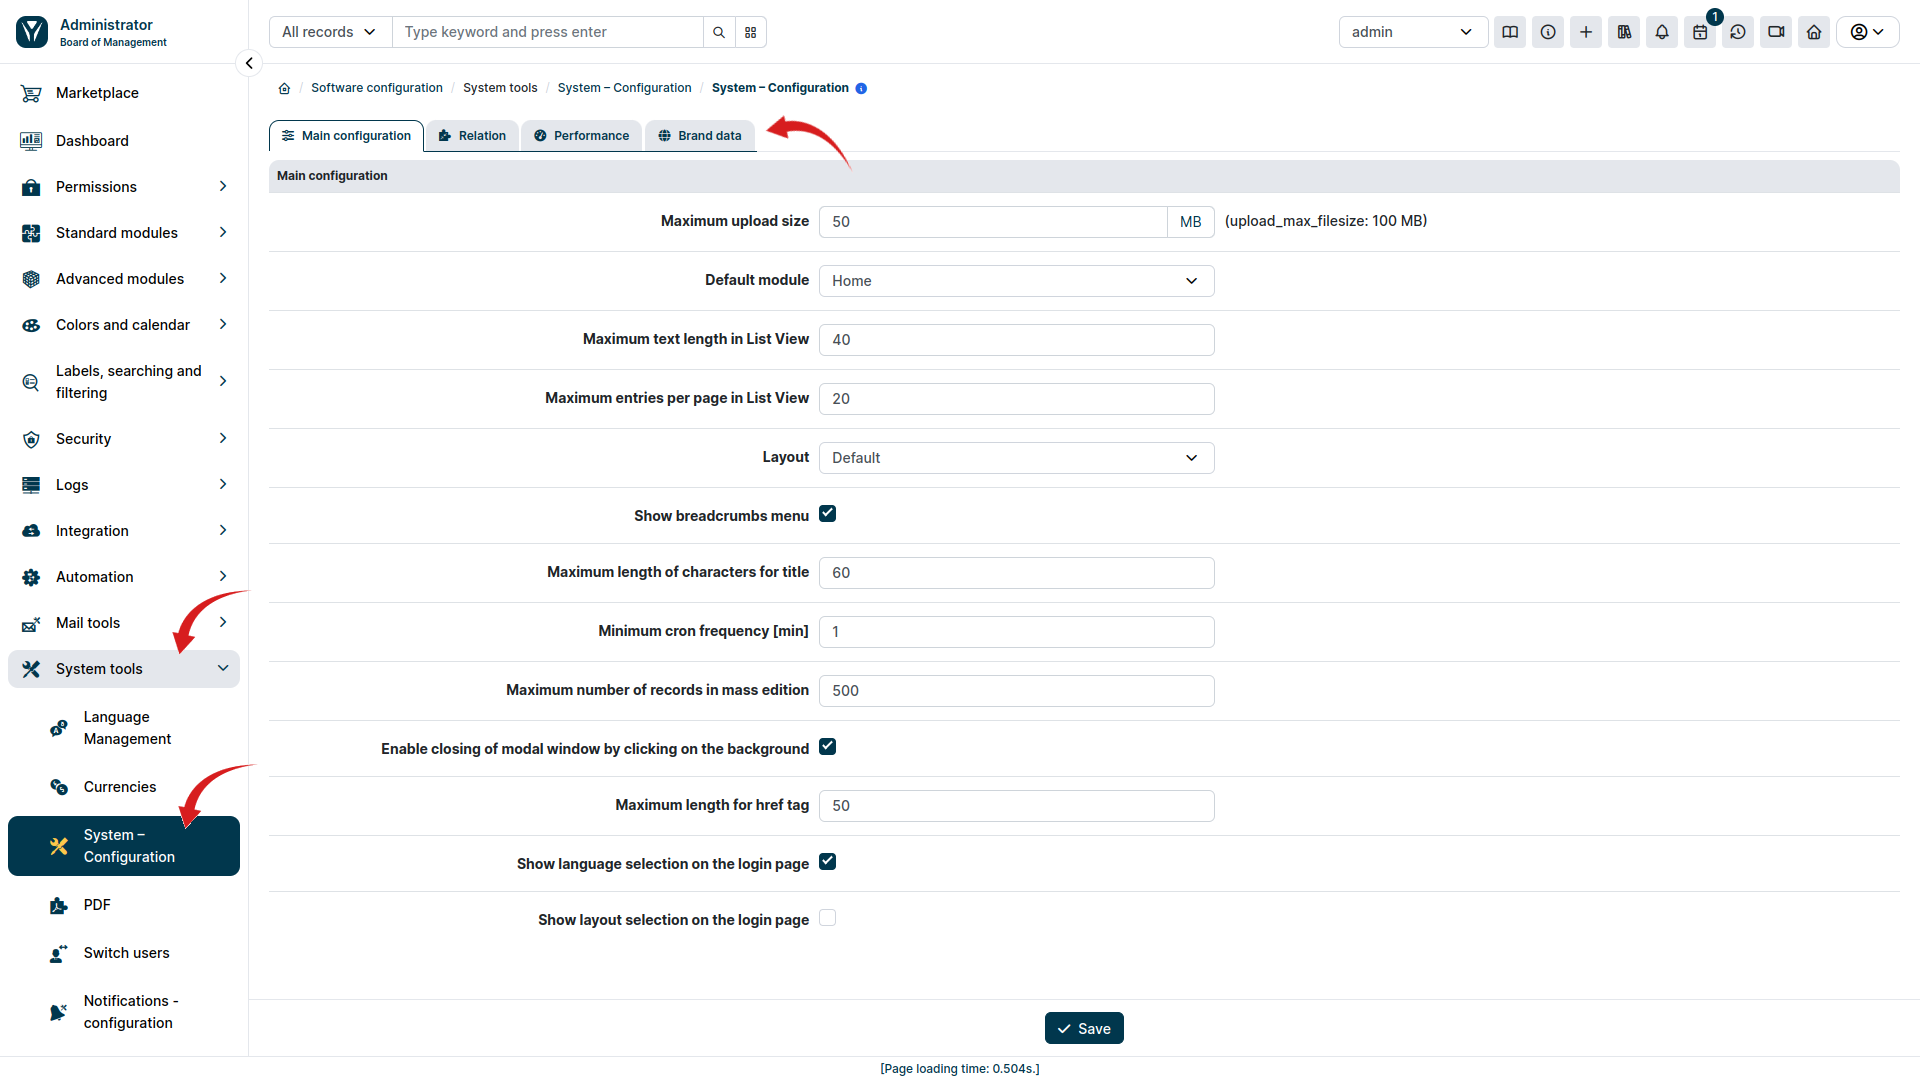 Administrator
Board of Management
All records
Type keyword and press enter
admin
1
Marketplace
Dashboard
Permissions
Standard modules
Advanced modules
Colors and calendar
Labels, searching and
filtering
Security
Logs
Integration
Automation
Mail tools
System tools
Language
Management
Currencies
System –
Configuration
PDF
Switch users
Notifications -
configuration
/ Software configuration / System tools / System – Configuration / System – Configuration
Main configuration
Relation
Performance
Brand data
Main configuration
Maximum upload size 50 MB (upload_max_filesize: 100 MB)
Default module Home
Maximum text length in List View 40
Maximum entries per page in List View 20
Layout Default
Show breadcrumbs menu
Maximum length of characters for title 60
Minimum cron frequency [min] 1
Maximum number of records in mass edition 500
Enable closing of modal window by clicking on the background
Maximum length for href tag 50
Show language selection on the login page
Show layout selection on the login page
Save
[Page loading time: 0.504s.]